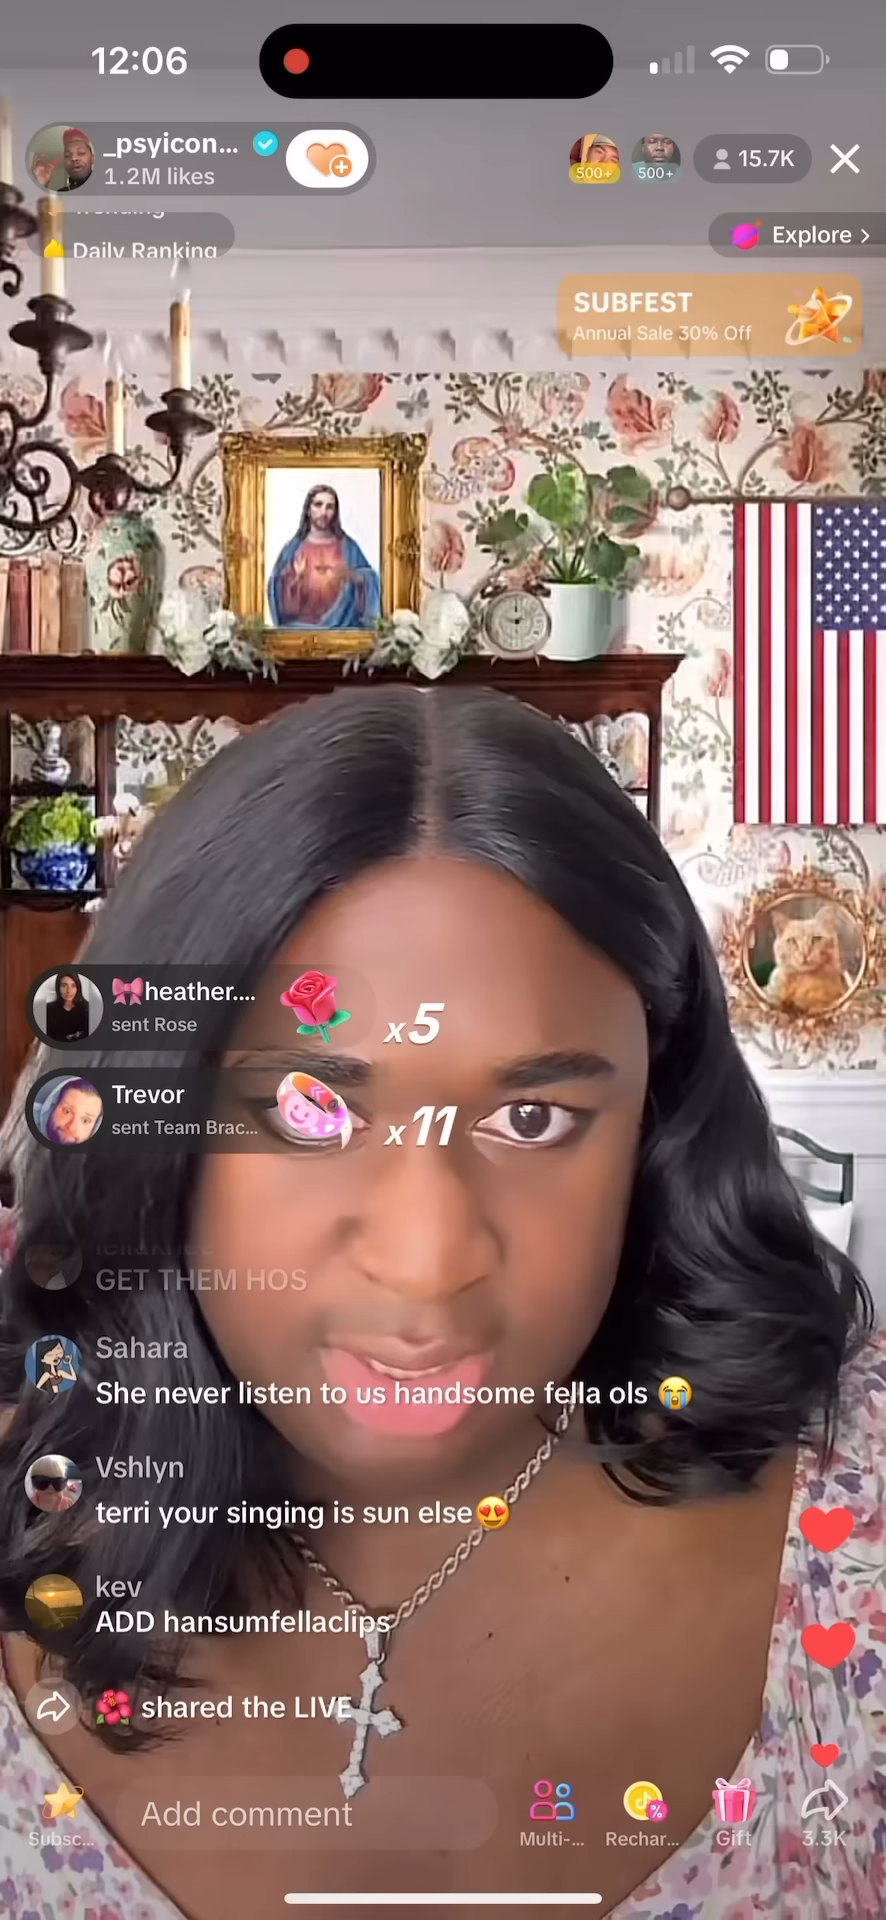 12:06
_psyicon...
1.2M likes
500+
500+
15.7K
Trending
Daily Ranking
Explore >
SUBFEST
Annual Sale 30% Off
heather....
sent Rose
x5
Trevor
sent Team Brac...
x11
GET THEM HOS
Sahara
She never listen to us handsome fella ols 😭
Vshlyn
terri your singing is sun else😍
kev
ADD hansumfellaclips
🌺 shared the LIVE
Subsc...
Add comment
Multi-...
Rechar...
Gift
3.3K